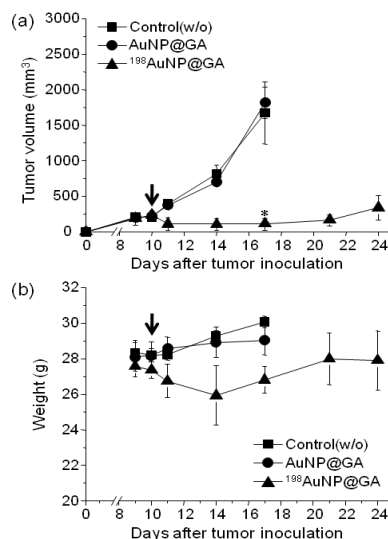 (a)
Control(w/o)
AuNP@GA
¹⁹⁸AuNP@GA
Tumor volume (mm³)
3000
2500
2000
1500
1000
500
0
*
0 8 10 12 14 16 18 20 22 24
Days after tumor inoculation
(b)
Weight (g)
34
32
30
28
26
24
22
20
Control(w/o)
AuNP@GA
¹⁹⁸AuNP@GA
0 8 10 12 14 16 18 20 22 24
Days after tumor inoculation